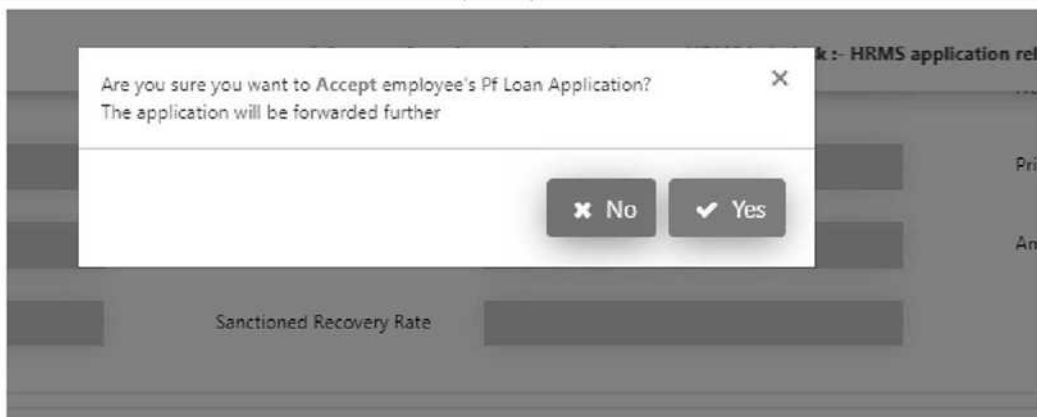 k :- HRMS application rel
Are you sure you want to Accept employee's Pf Loan Application?
The application will be forwarded further
Pri
No Yes
An
Sanctioned Recovery Rate